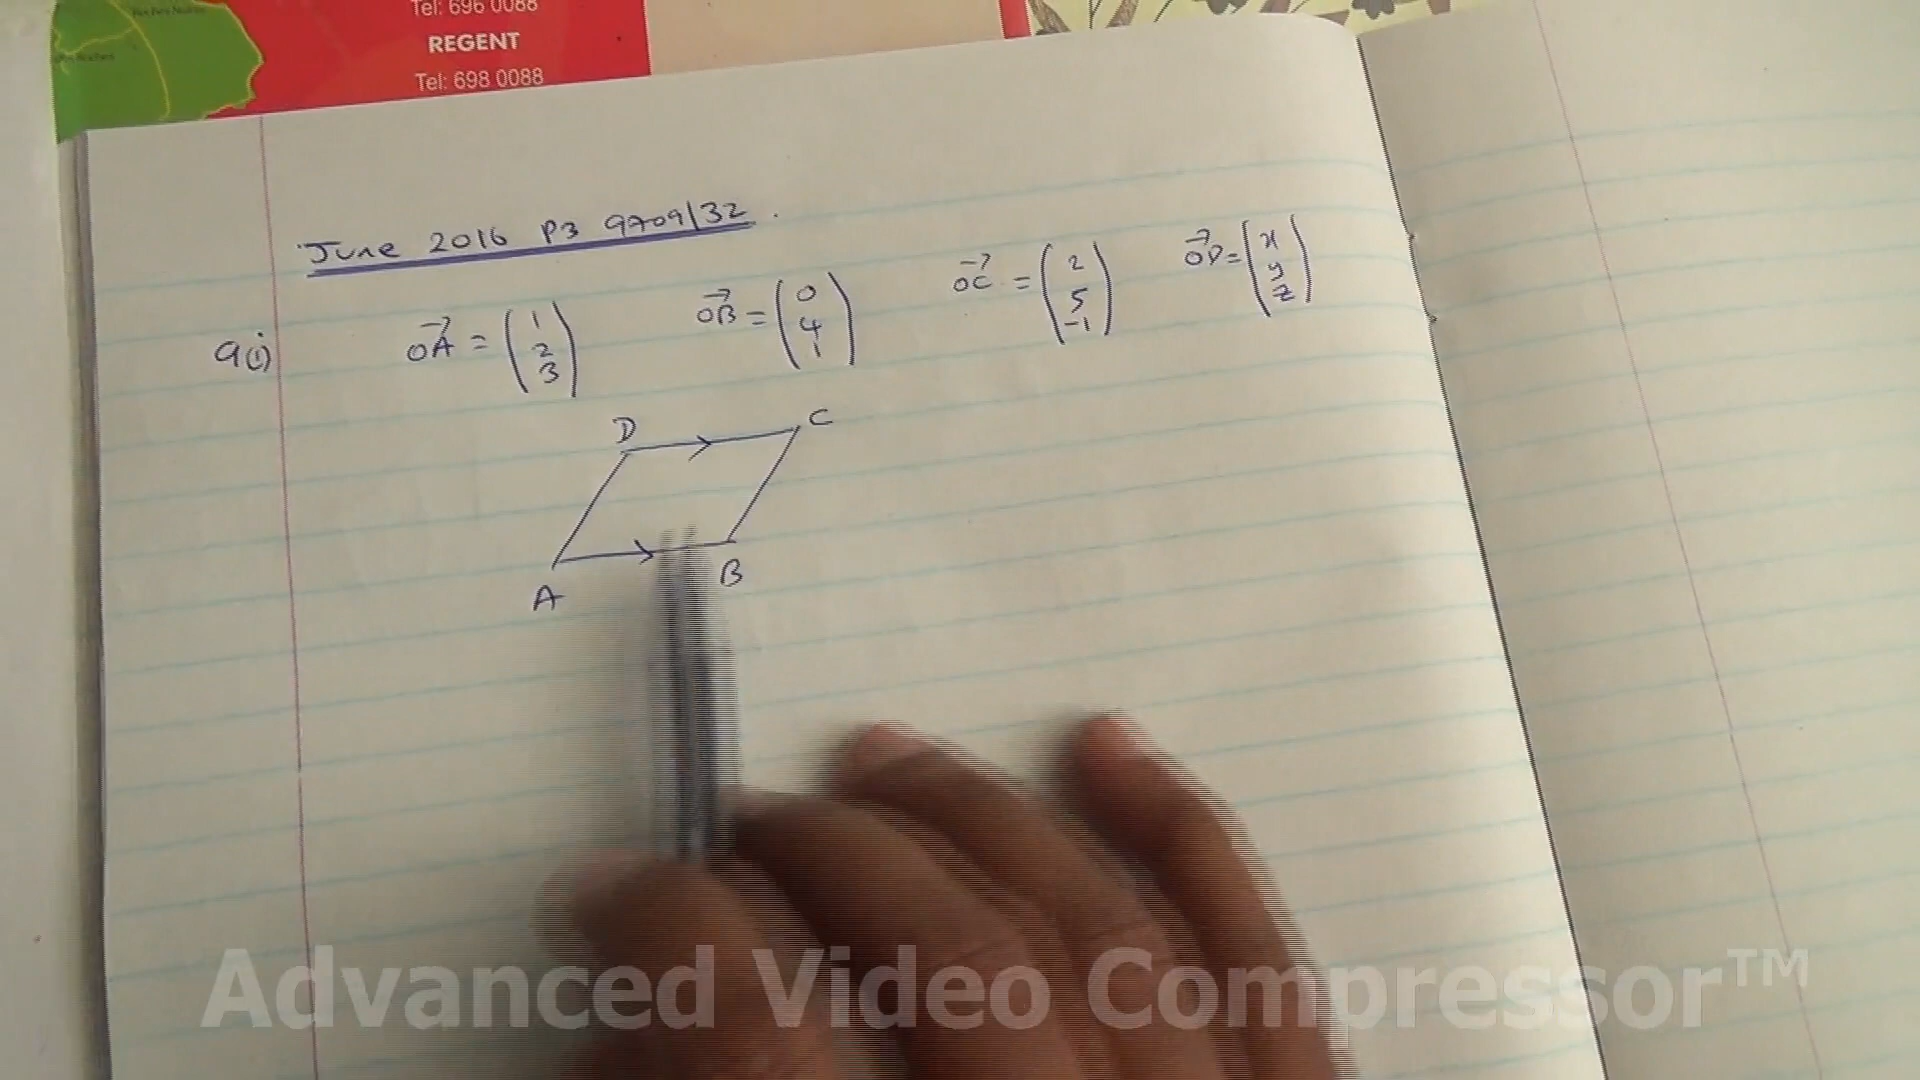 Tel: 696 0088
REGENT
Tel: 698 0088
June 2016 P3 9709/32.
9(i) OA→ = (1 2 3) OB→ = (0 4 1) OC→ = (2 5 -1) OD→ = (x y z)
D C
A B
Advanced Video Compressor™